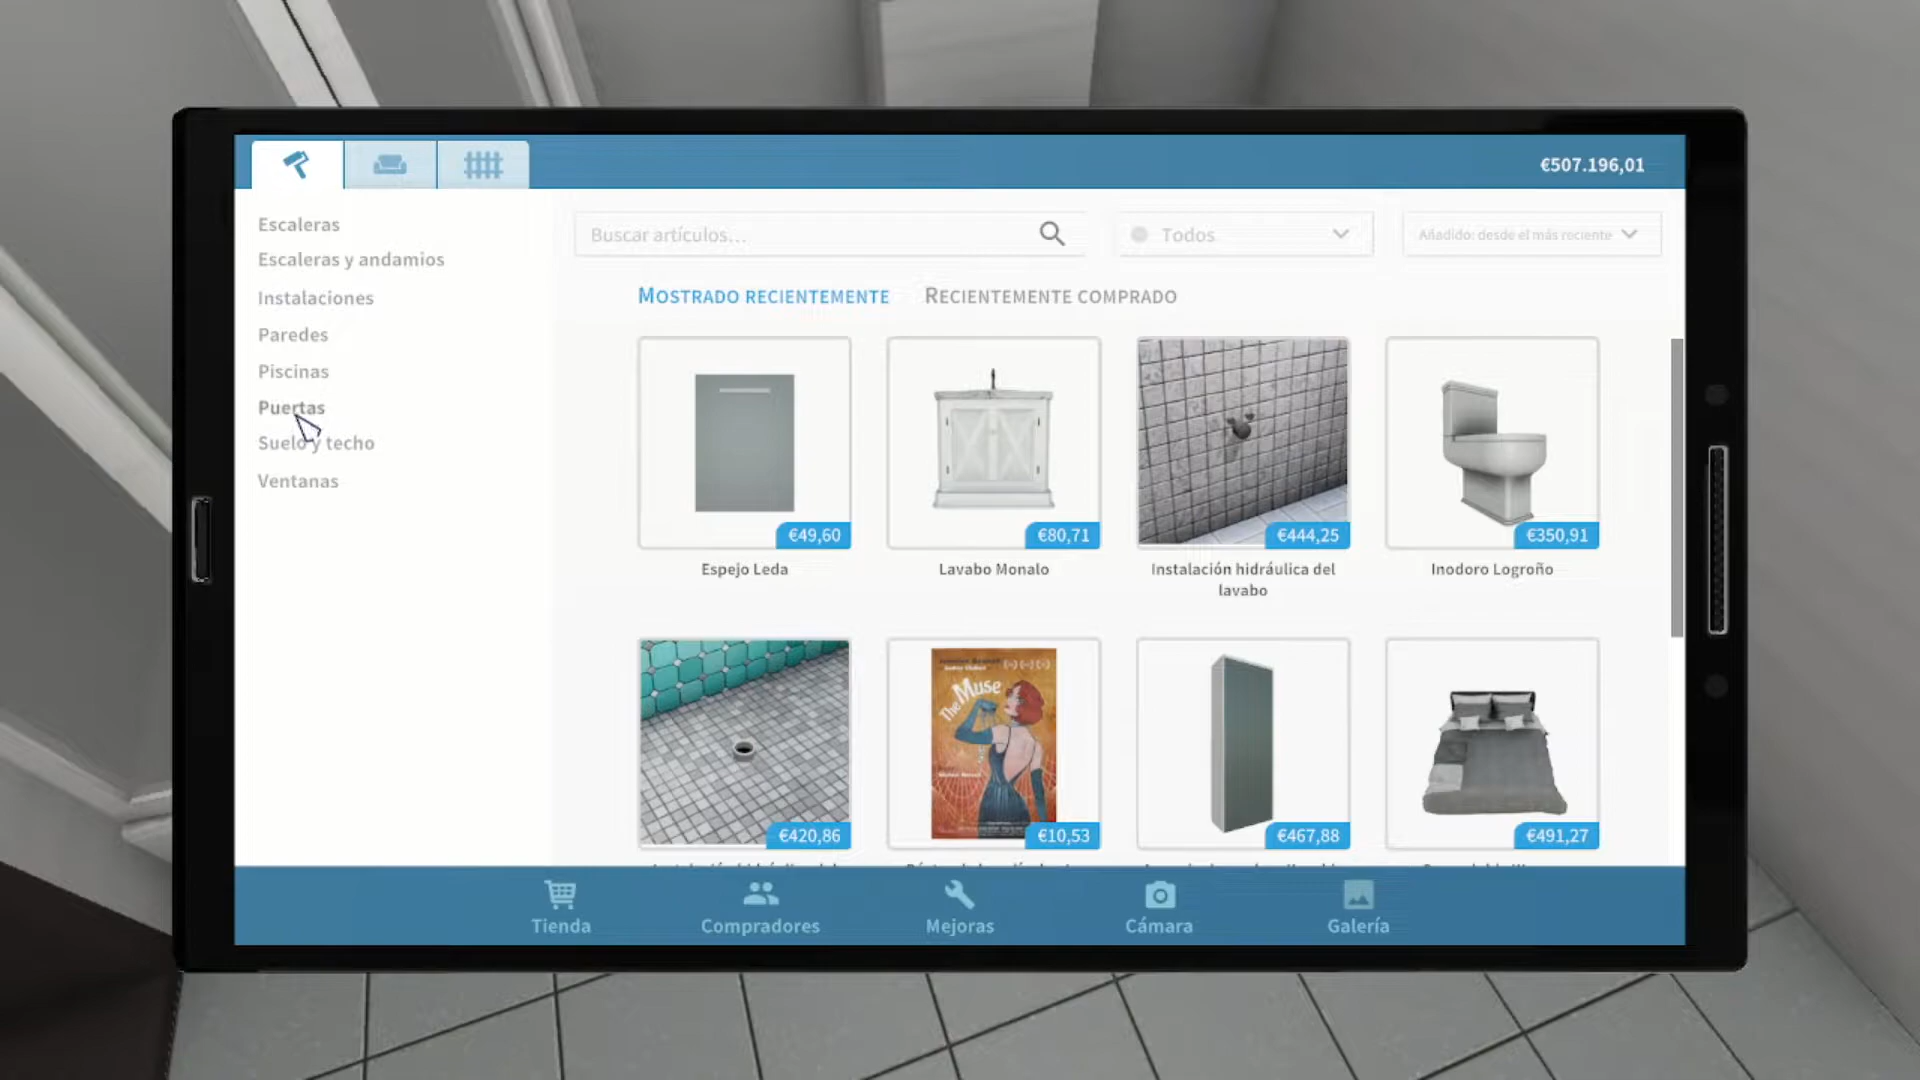 €507.196,01
Escaleras
Escaleras y andamios
Instalaciones
Paredes
Piscinas
Puertas
Suelo y techo
Ventanas
Buscar artículos...
Todos
Añadido: desde el más reciente
MOSTRADO RECIENTEMENTE
RECIENTEMENTE COMPRADO
€49,60
€80,71
€444,25
€350,91
Espejo Leda
Lavabo Monalo
Instalación hidráulica del
lavabo
Inodoro Logroño
The Muse
€420,86
€10,53
€467,88
€491,27
Tienda
Compradores
Mejoras
Cámara
Galería